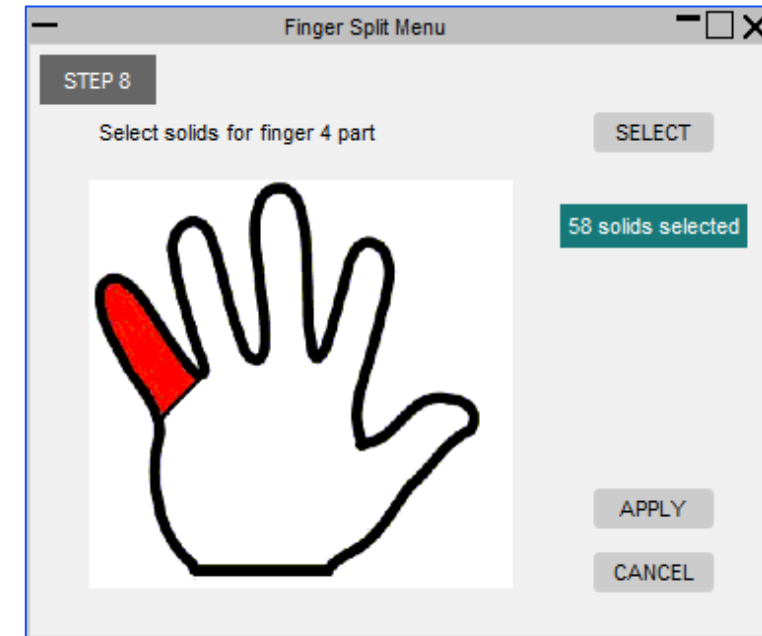 Finger Split Menu
STEP 8
Select solids for finger 4 part
SELECT
58 solids selected
APPLY
CANCEL